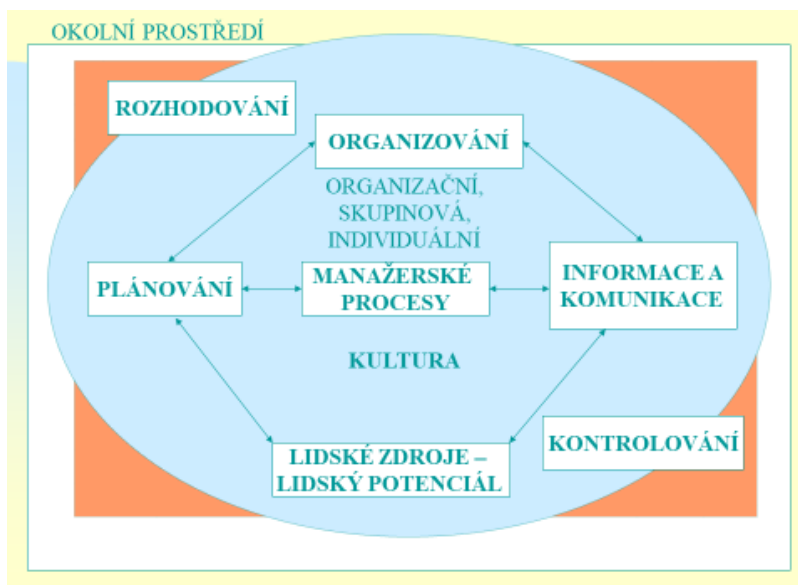 OKOLNÍ PROSTŘEDÍ
ROZHODOVÁNÍ
ORGANIZOVÁNÍ
ORGANIZAČNÍ,
SKUPINOVÁ,
INDIVIDUÁLNÍ
PLÁNOVÁNÍ
MANAŽERSKÉ
PROCESY
INFORMACE A
KOMUNIKACE
KULTURA
KONTROLOVÁNÍ
LIDSKÉ ZDROJE –
LIDSKÝ POTENCIÁL